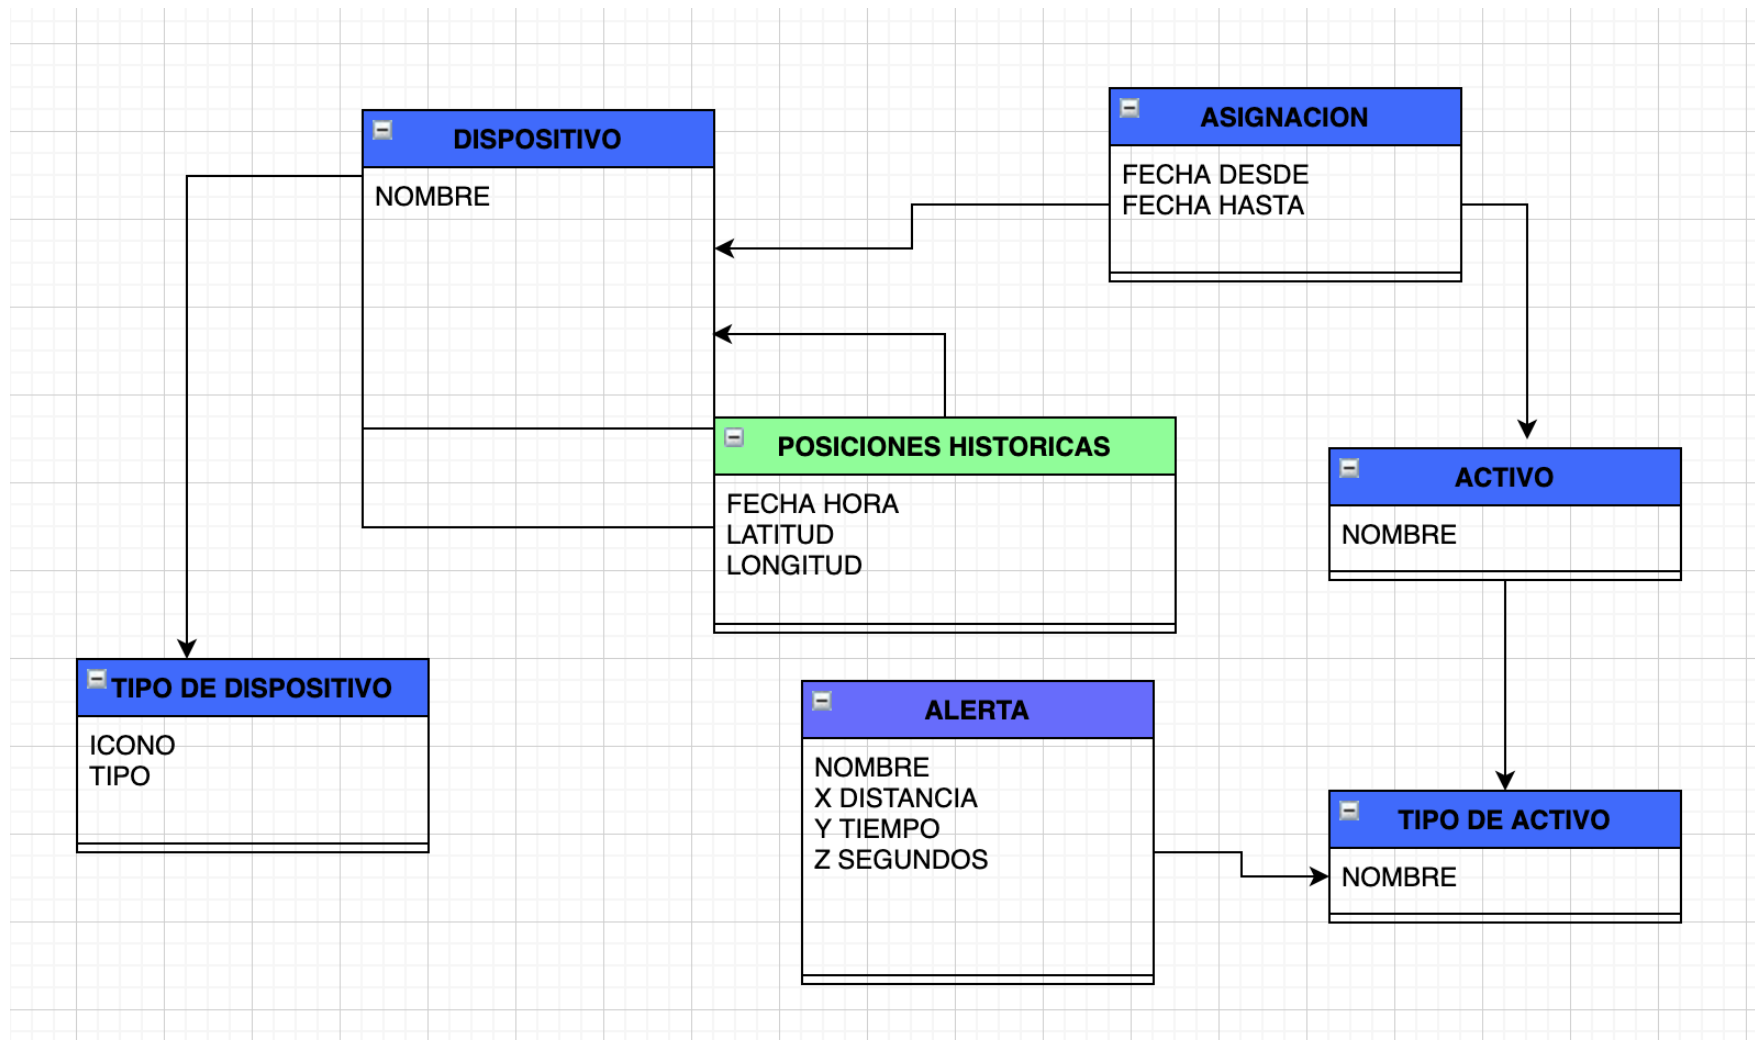 DISPOSITIVO
NOMBRE
ASIGNACION
FECHA DESDE
FECHA HASTA
POSICIONES HISTORICAS
FECHA HORA
LATITUD
LONGITUD
ACTIVO
NOMBRE
TIPO DE DISPOSITIVO
ICONO
TIPO
ALERTA
NOMBRE
X DISTANCIA
Y TIEMPO
Z SEGUNDOS
TIPO DE ACTIVO
NOMBRE